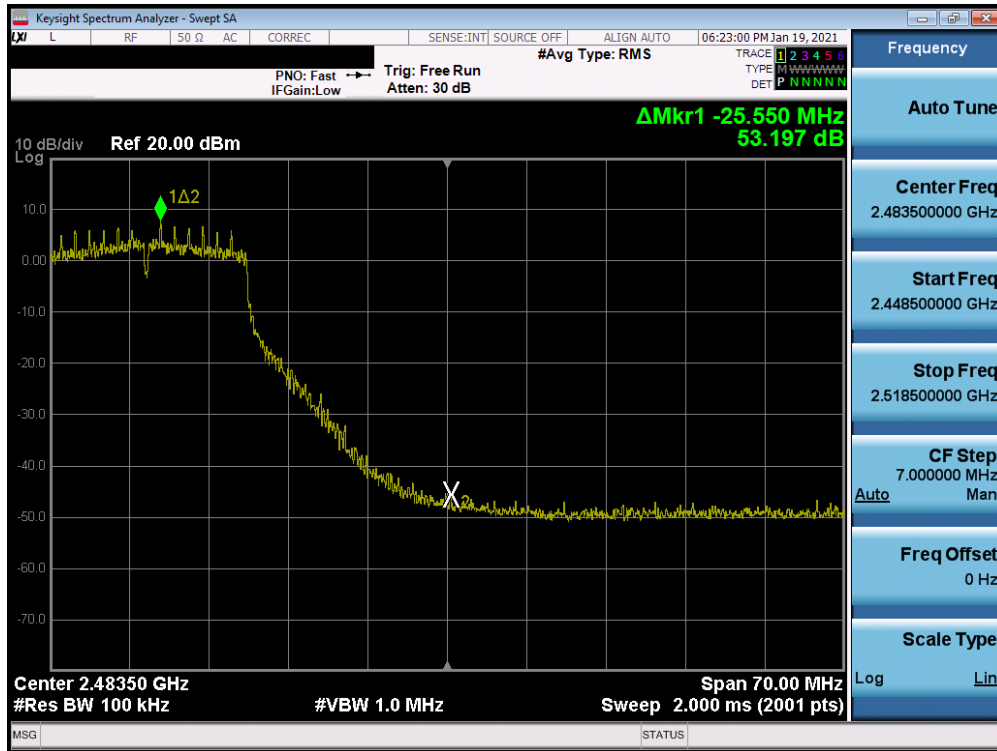 Keysight Spectrum Analyzer - Swept SA
LXI L RF 50 Ω AC CORREC SENSE:INT SOURCE OFF ALIGN AUTO 06:23:00 PM Jan 19, 2021
#Avg Type: RMS
TRACE 1 2 3 4 5 6
PNO: Fast Trig: Free Run
TYPE M W W W W W
IFGain:Low Atten: 30 dB
DET P N N N N N
ΔMkr1 -25.550 MHz
53.197 dB
10 dB/div Ref 20.00 dBm
Log
1Δ2
10.0
0.00
-10.0
-20.0
-30.0
-40.0
2
-50.0
-60.0
-70.0
Center 2.48350 GHz Span 70.00 MHz
#Res BW 100 kHz #VBW 1.0 MHz Sweep 2.000 ms (2001 pts)
MSG STATUS
Frequency
Auto Tune
Center Freq
2.483500000 GHz
Start Freq
2.448500000 GHz
Stop Freq
2.518500000 GHz
CF Step
7.000000 MHz
Auto Man
Freq Offset
0 Hz
Scale Type
Log Lin